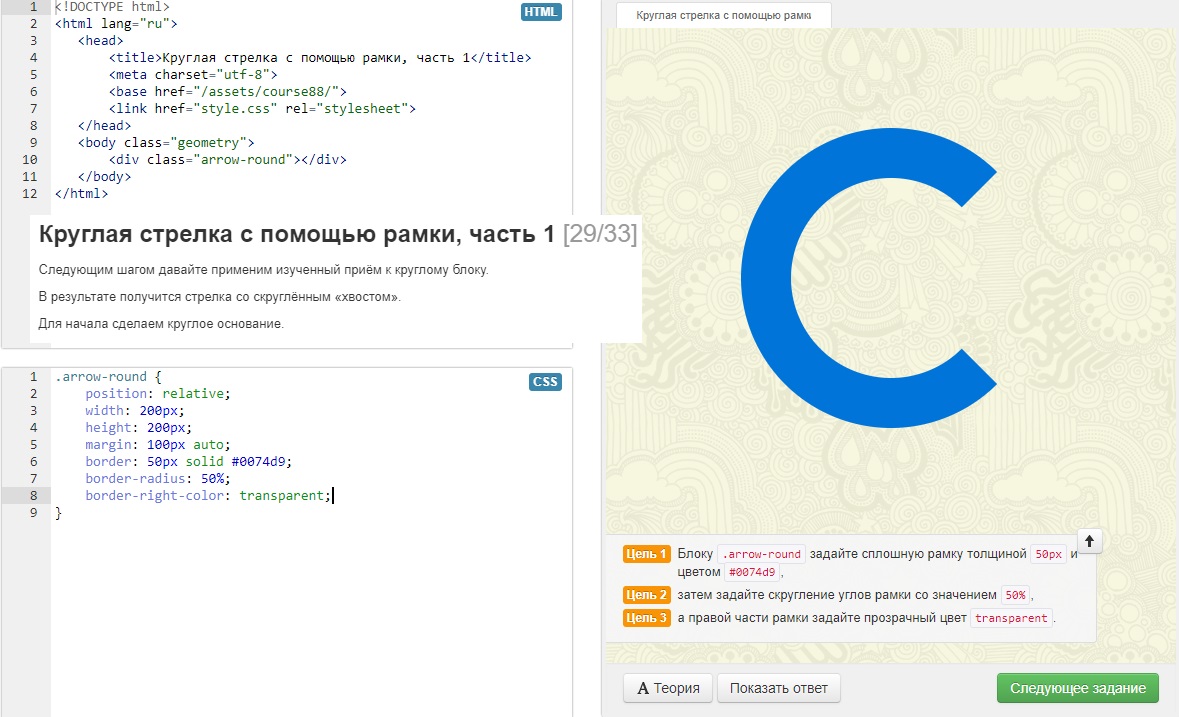 1 <!DOCTYPE html>
HTML
2 <html lang="ru">
3 <head>
4 <title>Круглая стрелка с помощью рамки, часть 1</title>
5 <meta charset="utf-8">
6 <base href="/assets/course88/">
7 <link href="style.css" rel="stylesheet">
8 </head>
9 <body class="geometry">
10 <div class="arrow-round"></div>
11 </body>
12 </html>
Круглая стрелка с помощью рамки, часть 1 [29/33]
Следующим шагом давайте применим изученный приём к круглому блоку.
В результате получится стрелка со скруглённым «хвостом».
Для начала сделаем круглое основание.
1 .arrow-round {
CSS
2 position: relative;
3 width: 200px;
4 height: 200px;
5 margin: 100px auto;
6 border: 50px solid #0074d9;
7 border-radius: 50%;
8 border-right-color: transparent;
9 }
Круглая стрелка с помощью рамки
Цель 1 Блоку .arrow-round задайте сплошную рамку толщиной 50px и
цветом #0074d9,
Цель 2 затем задайте скругление углов рамки со значением 50%,
Цель 3 а правой части рамки задайте прозрачный цвет transparent.
A Теория
Показать ответ
Следующее задание